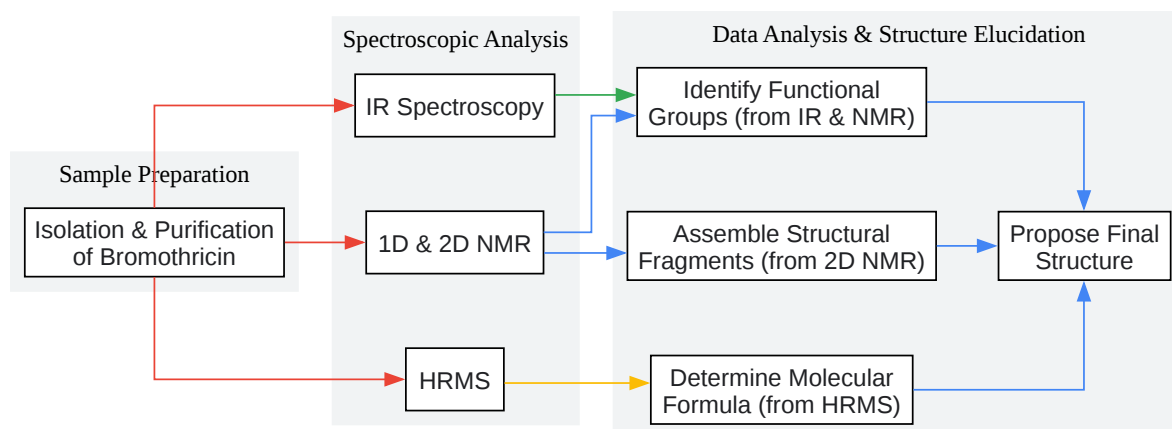 Sample Preparation
Isolation & Purification
of Bromothricin
Spectroscopic Analysis
IR Spectroscopy
1D & 2D NMR
HRMS
Data Analysis & Structure Elucidation
Identify Functional
Groups (from IR & NMR)
Assemble Structural
Fragments (from 2D NMR)
Determine Molecular
Formula (from HRMS)
Propose Final
Structure